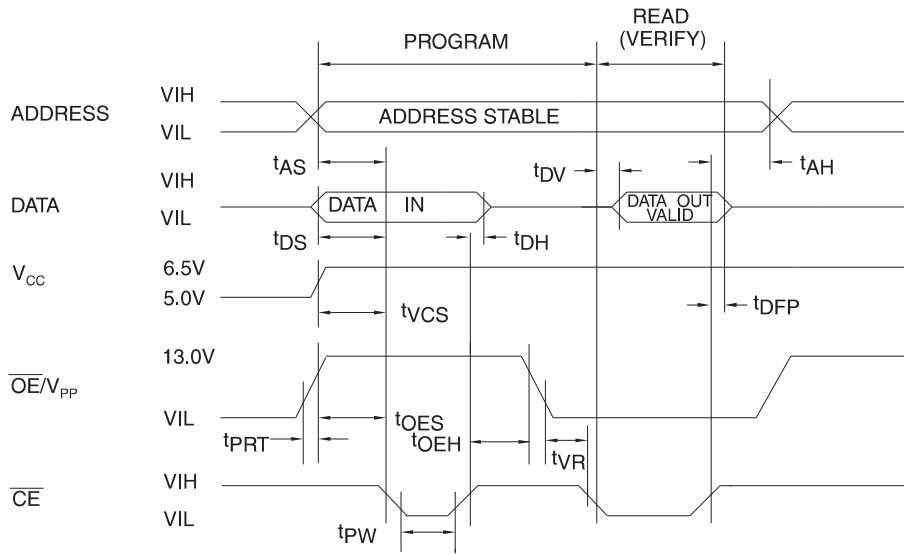 READ
(VERIFY)
PROGRAM
ADDRESS
VIH
VIL
ADDRESS STABLE
tAS
tDV
tAH
DATA
VIH
VIL
DATA IN
DATA OUT
VALID
tDS
tDH
VCC
6.5V
5.0V
tVCS
tDFP
OE/VPP
13.0V
VIL
tPRT
tOES
tOEH
tVR
CE
VIH
VIL
tPW